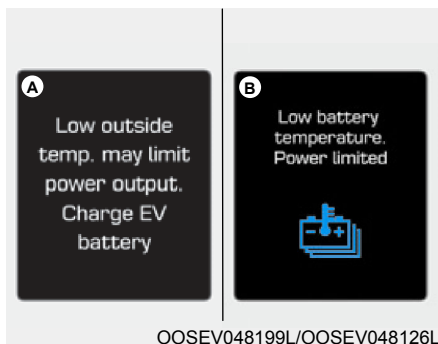 A
Low outside
temp. may limit
power output.
Charge EV
battery
B
Low battery
temperature.
Power limited
OOSEV048199L/OOSEV048126L